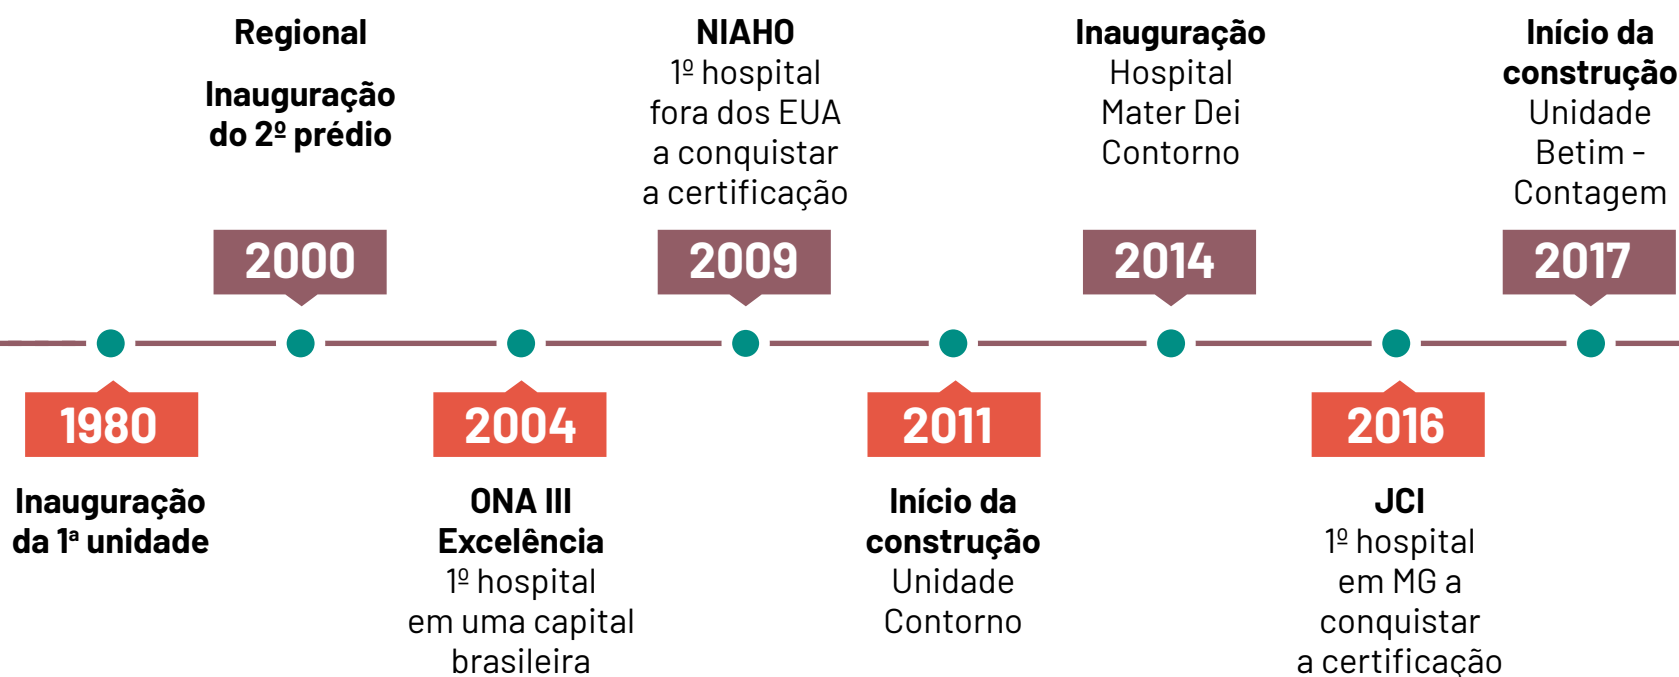 Regional
Inauguração
do 2º prédio
2000
NIAHO
1º hospital
fora dos EUA
a conquistar
a certificação
2009
Inauguração
Hospital
Mater Dei
Contorno
2014
Início da
construção
Unidade
Betim -
Contagem
2017
1980
Inauguração
da 1ª unidade
2004
ONA III
Excelência
1º hospital
em uma capital
brasileira
2011
Início da
construção
Unidade
Contorno
2016
JCI
1º hospital
em MG a
conquistar
a certificação